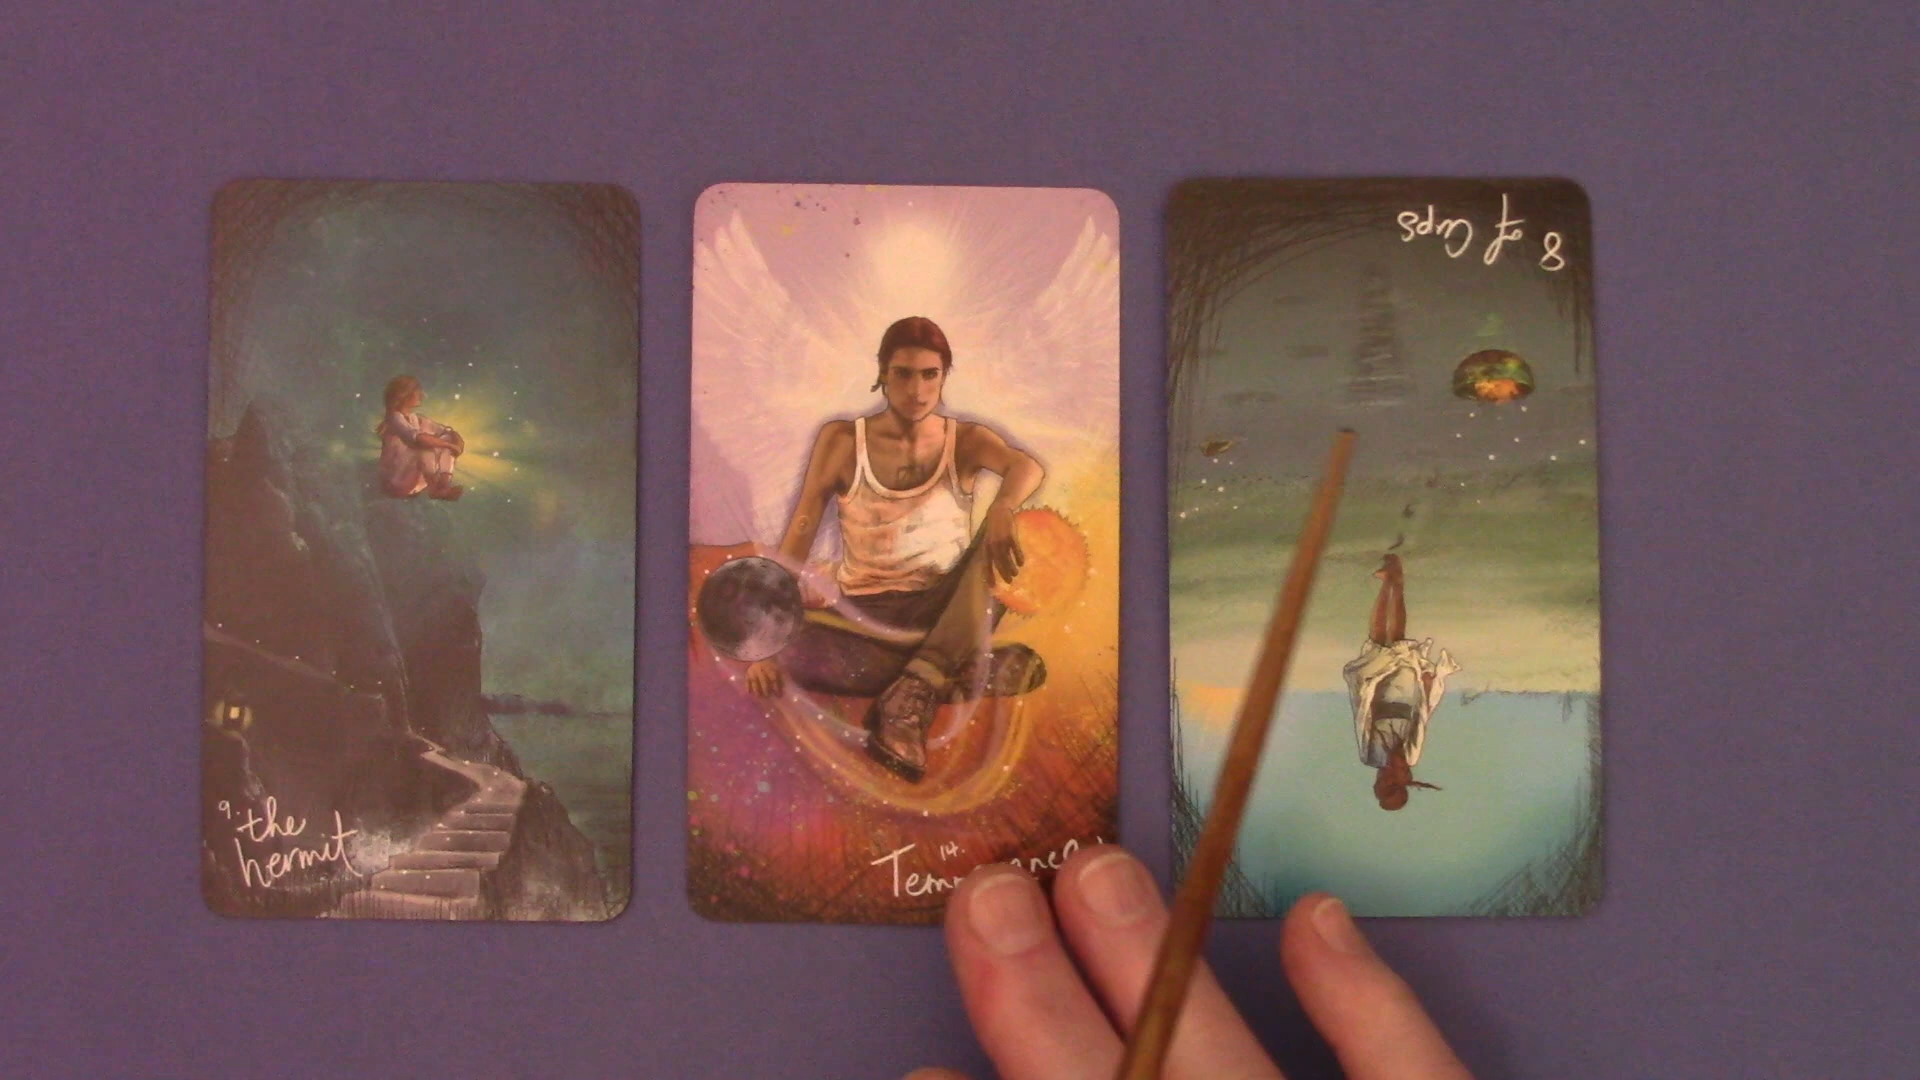 9.
the
hermit
14.
8 of Cups